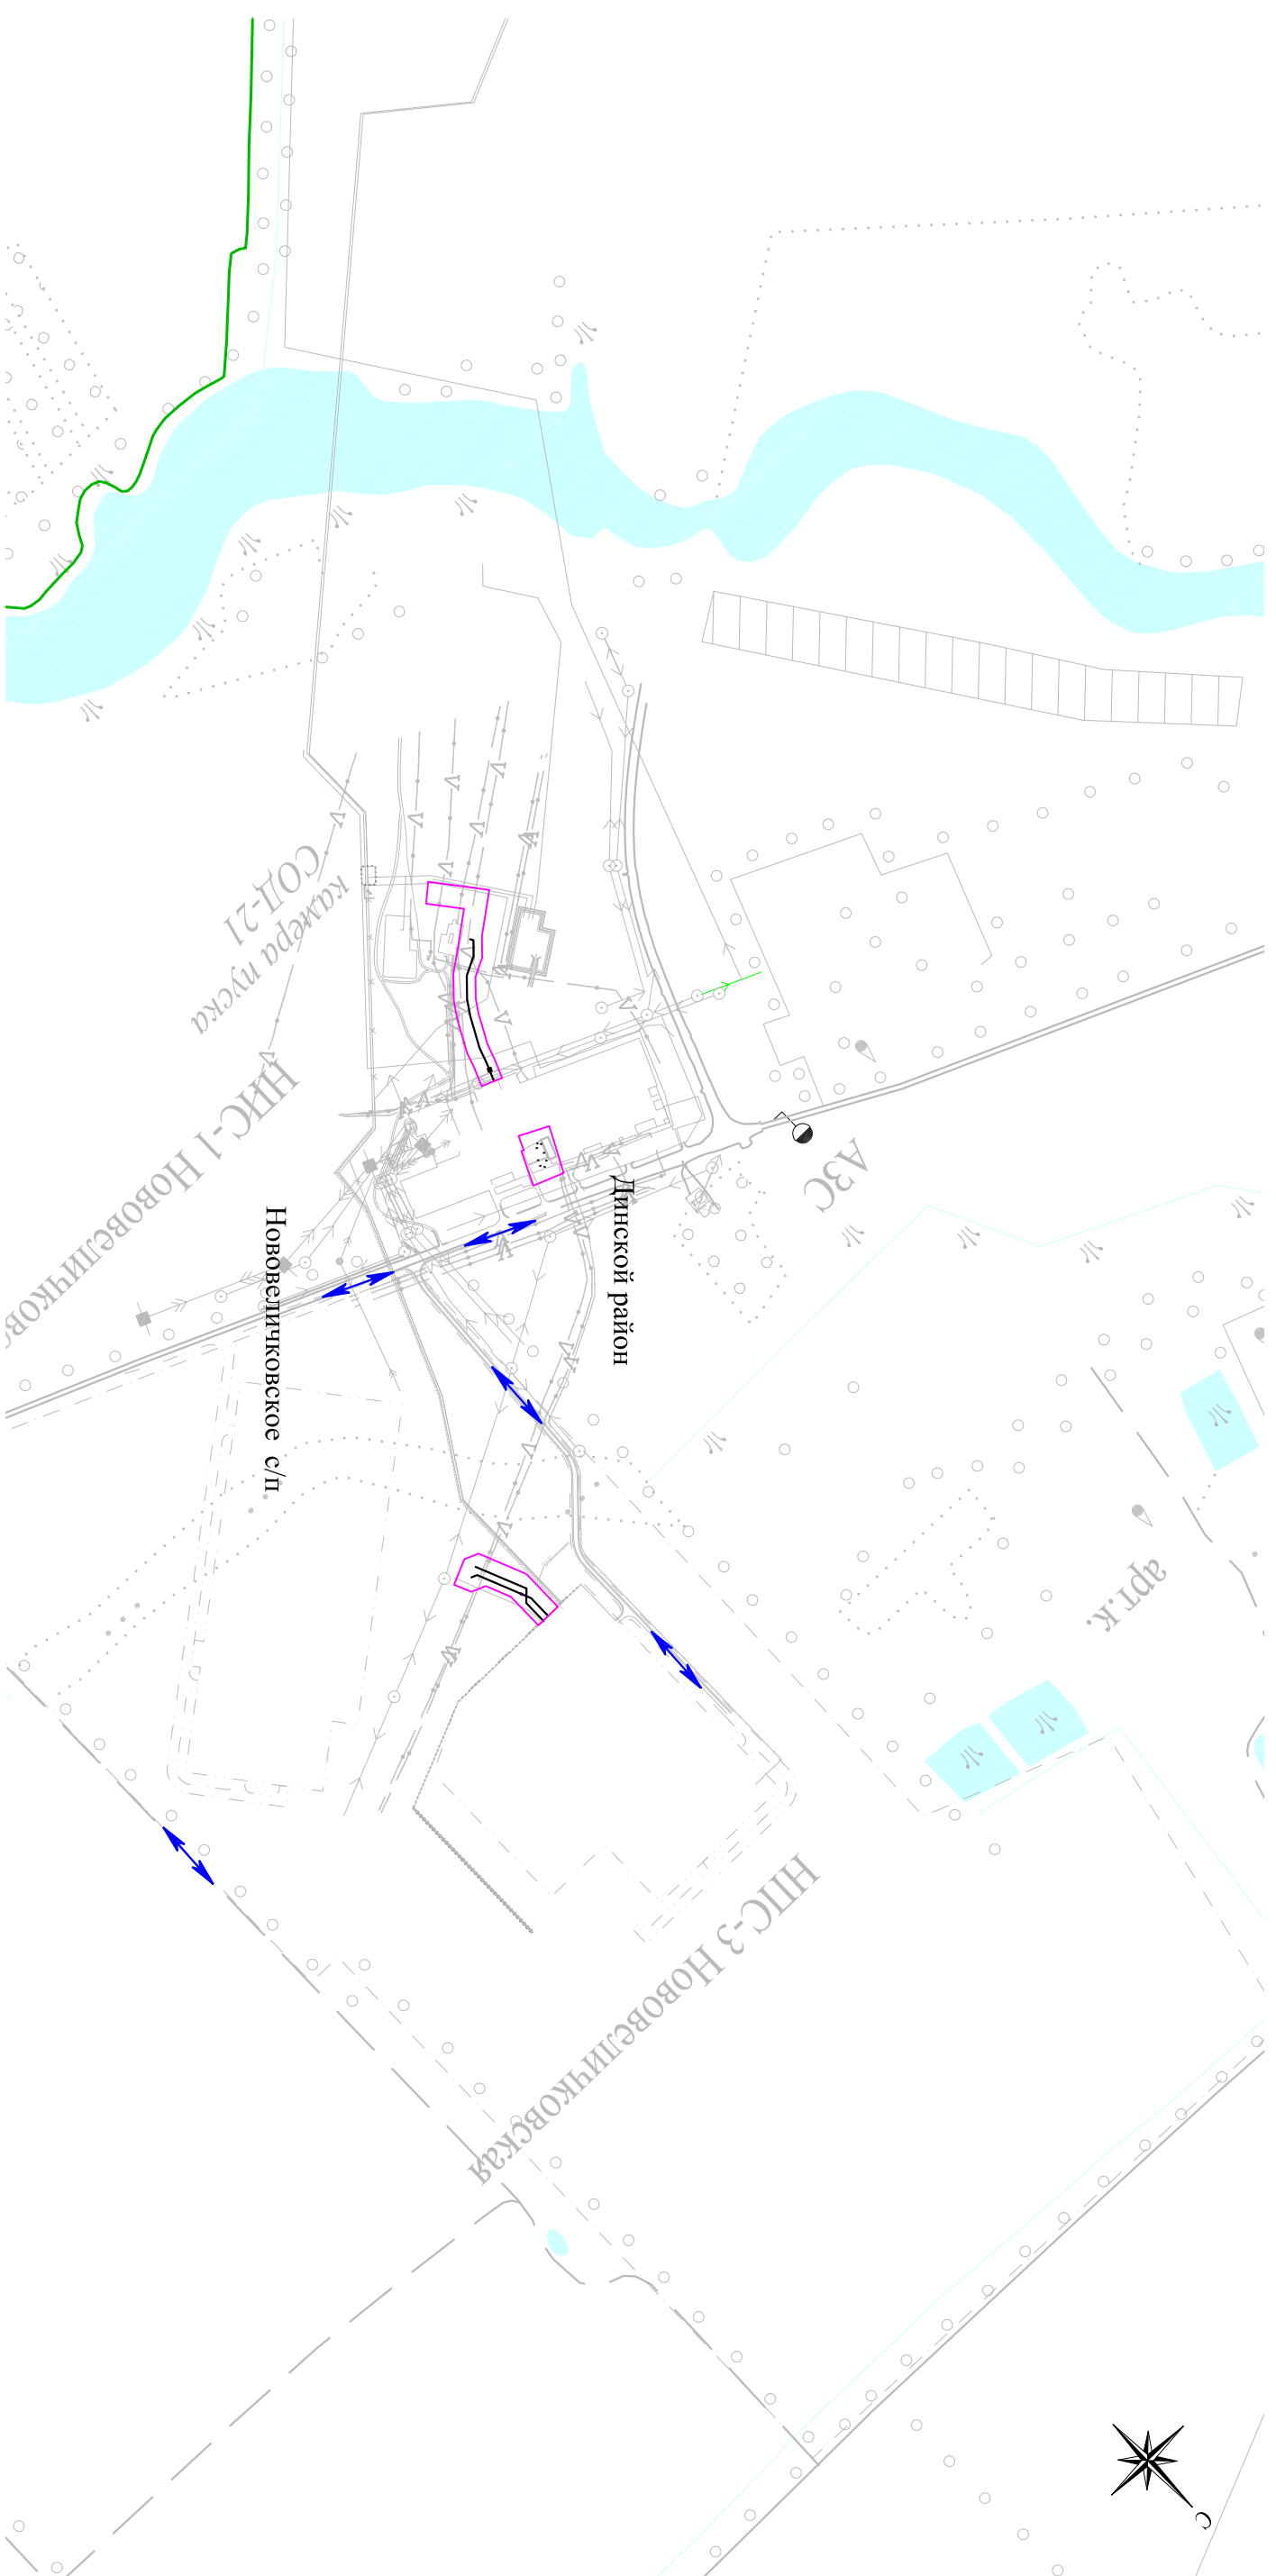 СОД-21
камера пуска
НПС-1 Нововеличковс
АЗС
Динской район
Нововеличковское с/п
арт.к.
НПС-3 Нововеличковская
С